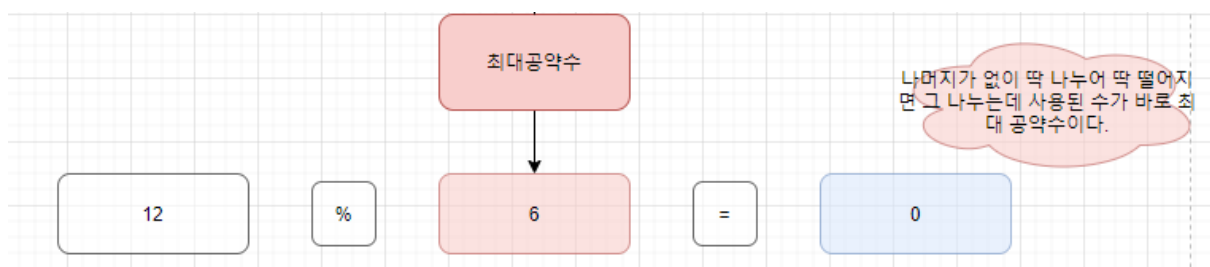 최대공약수
나머지가 없이 딱 나누어 딱 떨어지
면 그 나누는데 사용된 수가 바로 최
대 공약수이다.
12 % 6 = 0